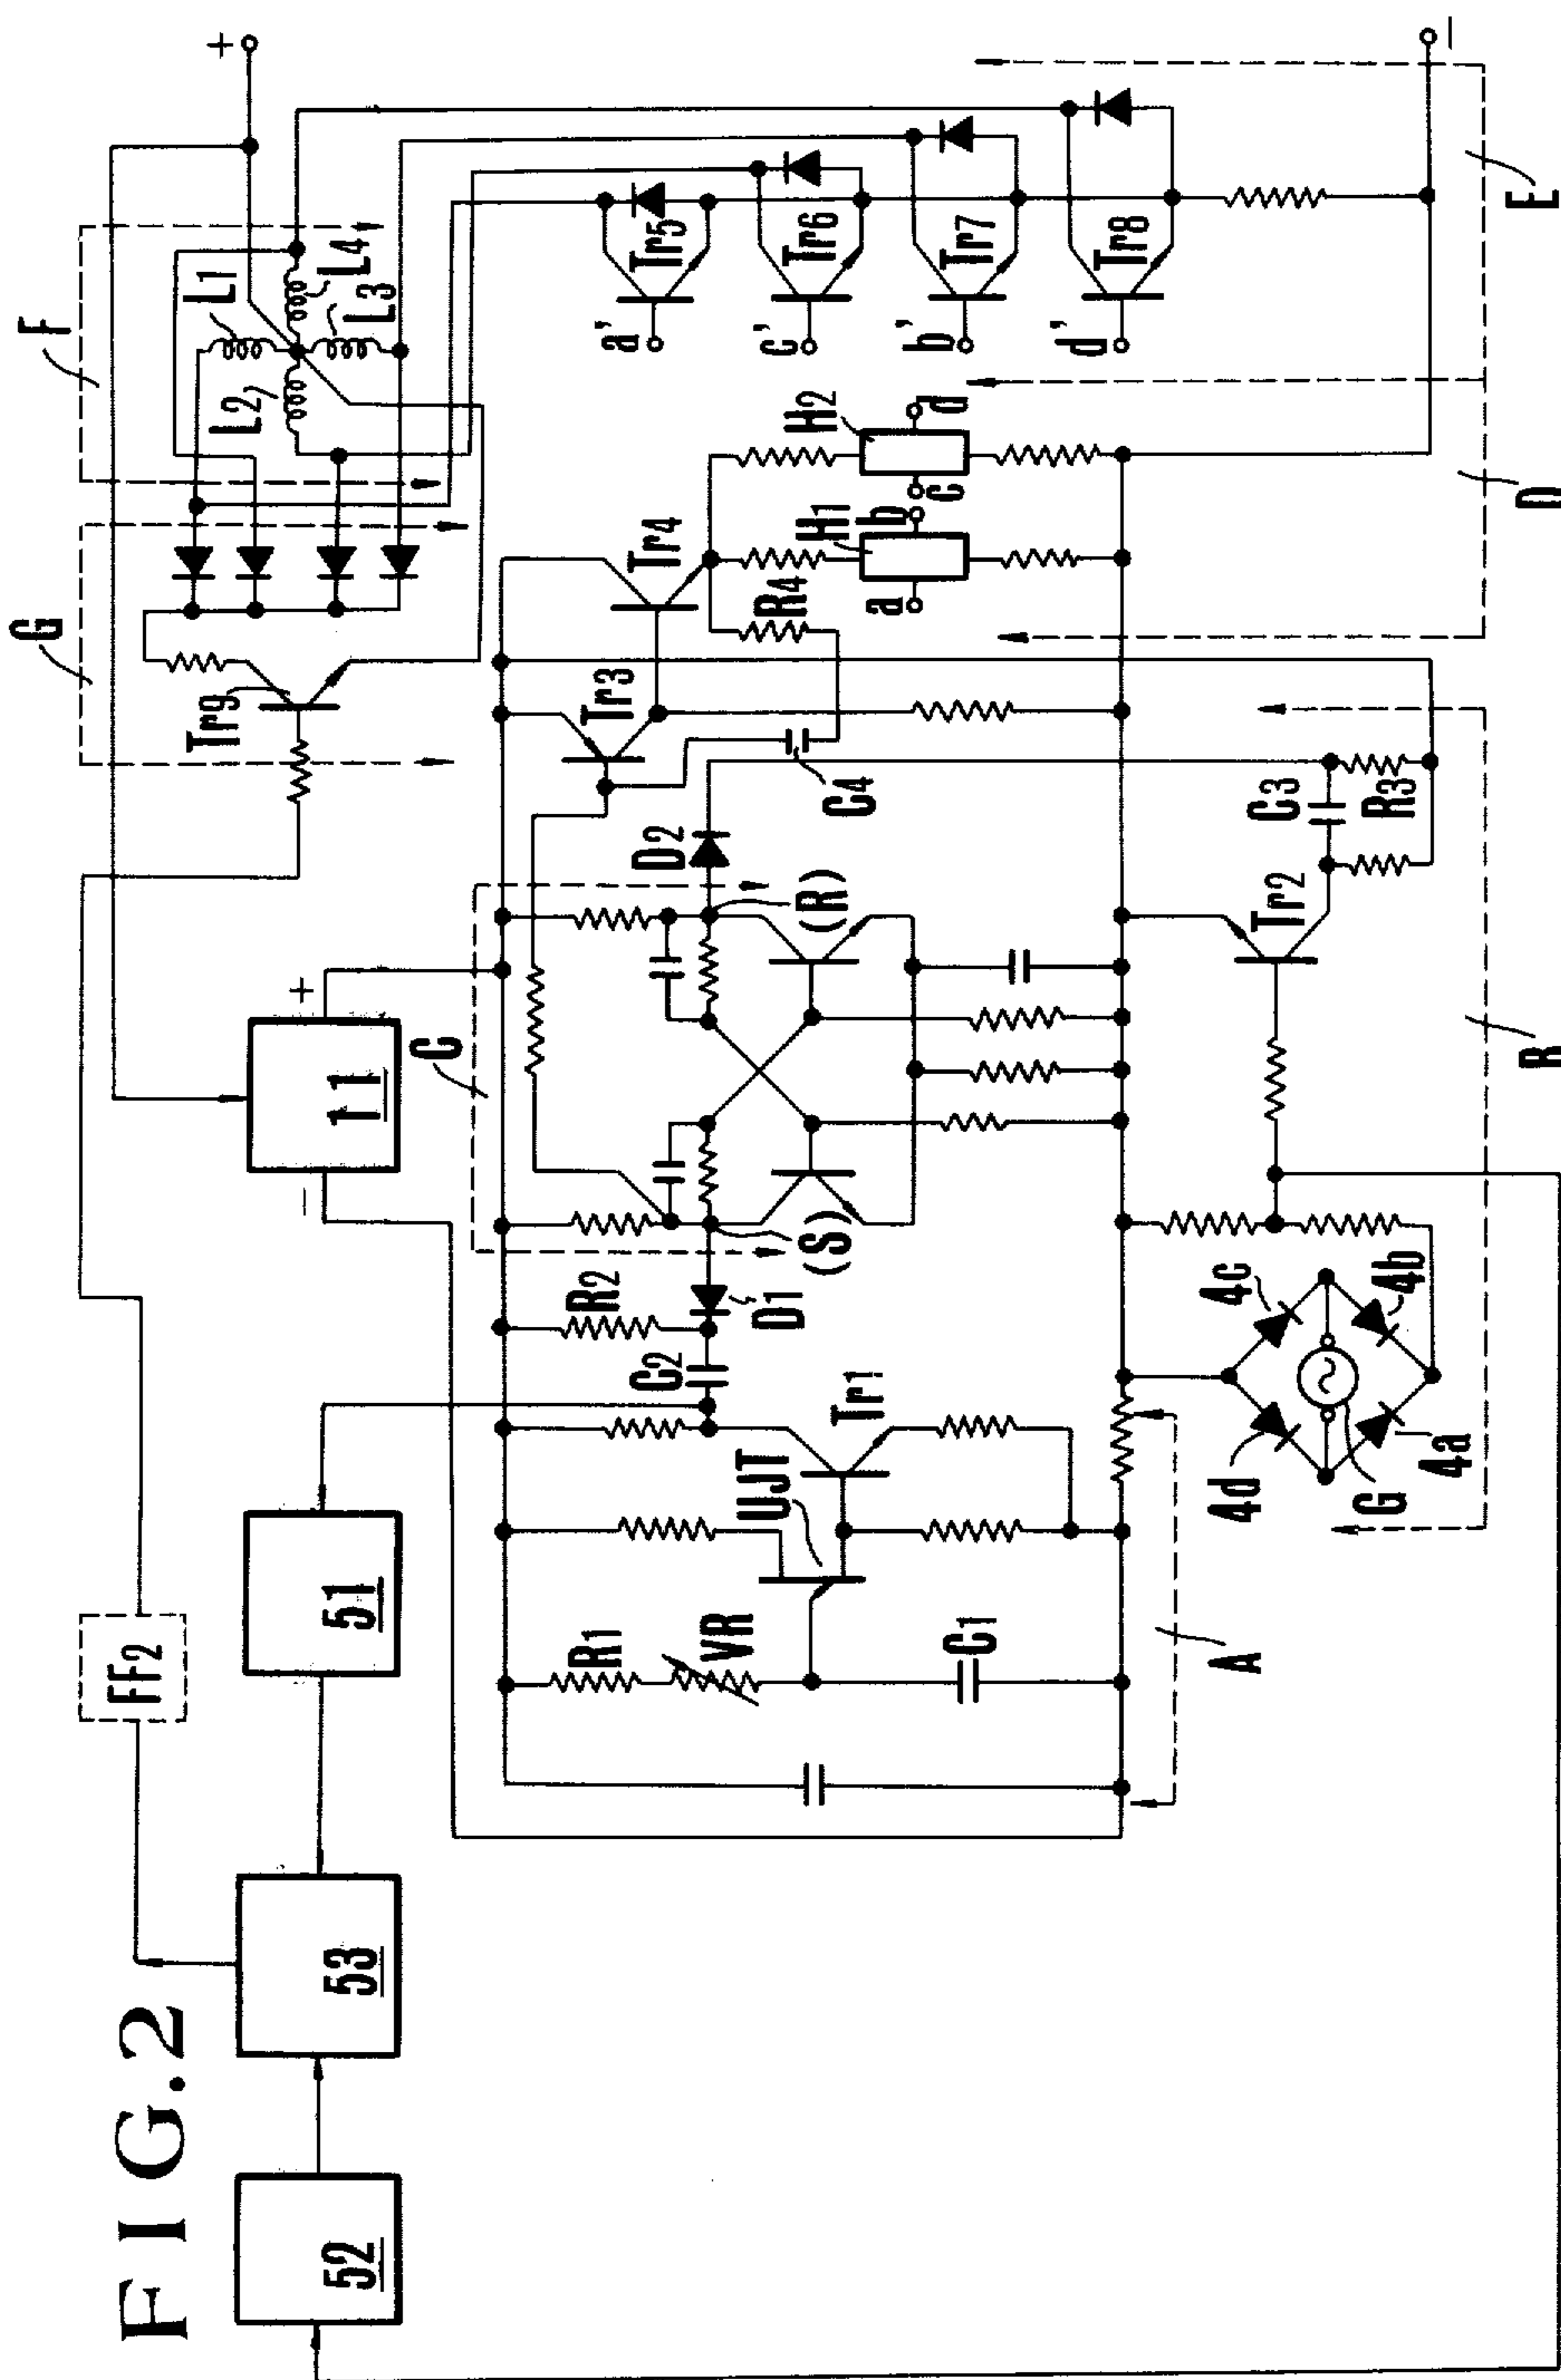 FIG.2
52
53
51
11
+
−
FF2
F
G
+
L1
L2
L3
L4
Tr9
Tr5
Tr6
Tr7
Tr8
a'
c'
b'
d'
E
−
H1
H2
a
b
c
d
D
R4
Tr4
Tr3
C4
D2
C
(R)
(S)
D1
R2
C2
Tr1
UJT
R1
VR
C1
A
C3
R3
Tr2
B
4c
4b
4d
4a
G